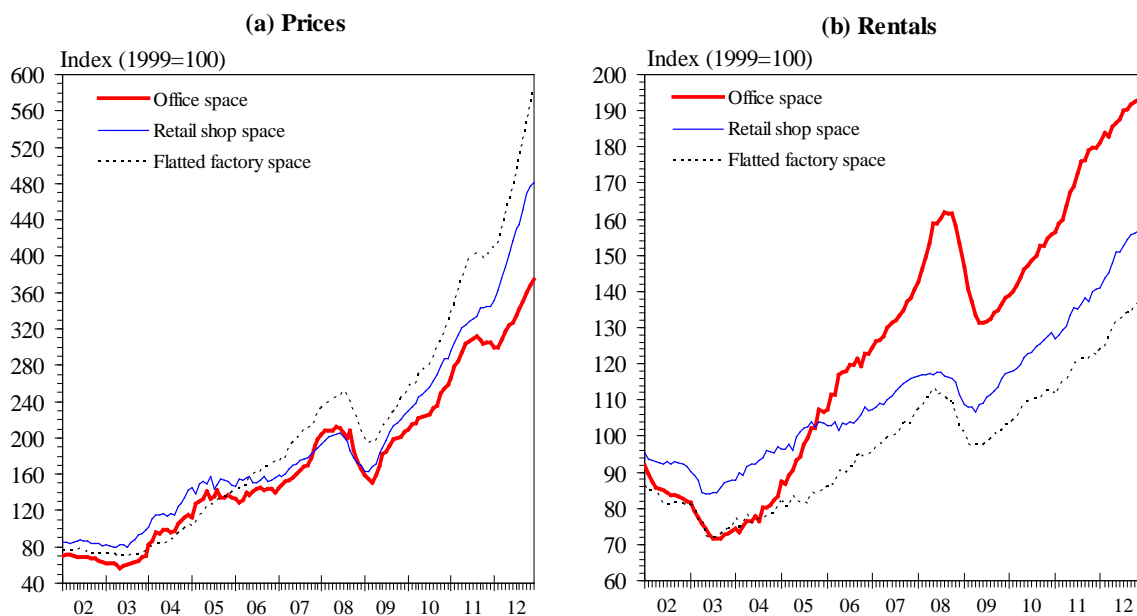 (a) Prices
Index (1999=100)
600
560
520
480
440
400
360
320
280
240
200
160
120
80
40
Office space
Retail shop space
Flatted factory space
02 03 04 05 06 07 08 09 10 11 12
(b) Rentals
Index (1999=100)
200
190
180
170
160
150
140
130
120
110
100
90
80
70
60
Office space
Retail shop space
Flatted factory space
02 03 04 05 06 07 08 09 10 11 12